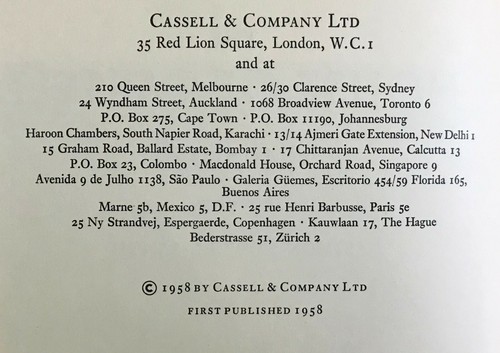 CASSELL & COMPANY LTD
35 Red Lion Square, London, W.C.1
and at
210 Queen Street, Melbourne · 26/30 Clarence Street, Sydney
24 Wyndham Street, Auckland · 1068 Broadview Avenue, Toronto 6
P.O. Box 275, Cape Town · P.O. Box 11190, Johannesburg
Haroon Chambers, South Napier Road, Karachi · 13/14 Ajmeri Gate Extension, New Delhi 1
15 Graham Road, Ballard Estate, Bombay 1 · 17 Chittaranjan Avenue, Calcutta 13
P.O. Box 23, Colombo · Macdonald House, Orchard Road, Singapore 9
Avenida 9 de Julho 1138, São Paulo · Galeria Güemes, Escritorio 454/59 Florida 165,
Buenos Aires
Marne 5b, Mexico 5, D.F. · 25 rue Henri Barbusse, Paris 5e
25 Ny Strandvej, Espergaerde, Copenhagen · Kauwlaan 17, The Hague
Bederstrasse 51, Zürich 2
© 1958 BY CASSELL & COMPANY LTD
FIRST PUBLISHED 1958